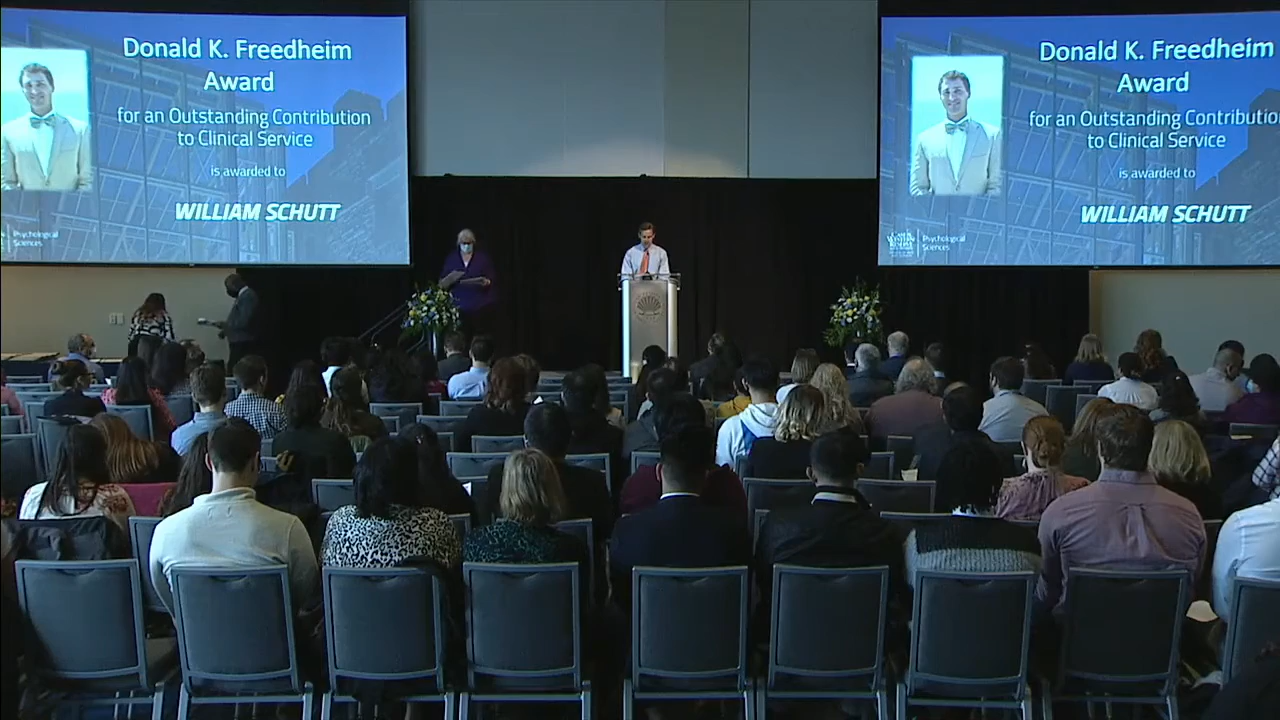 Donald K. Freedheim
Award
for an Outstanding Contribution
to Clinical Service
is awarded to
WILLIAM SCHUTT
Psychological
Sciences
Donald K. Freedheim
Award
for an Outstanding Contributio
to Clinical Service
is awarded to
WILLIAM SCHUTT
Psychological
Sciences